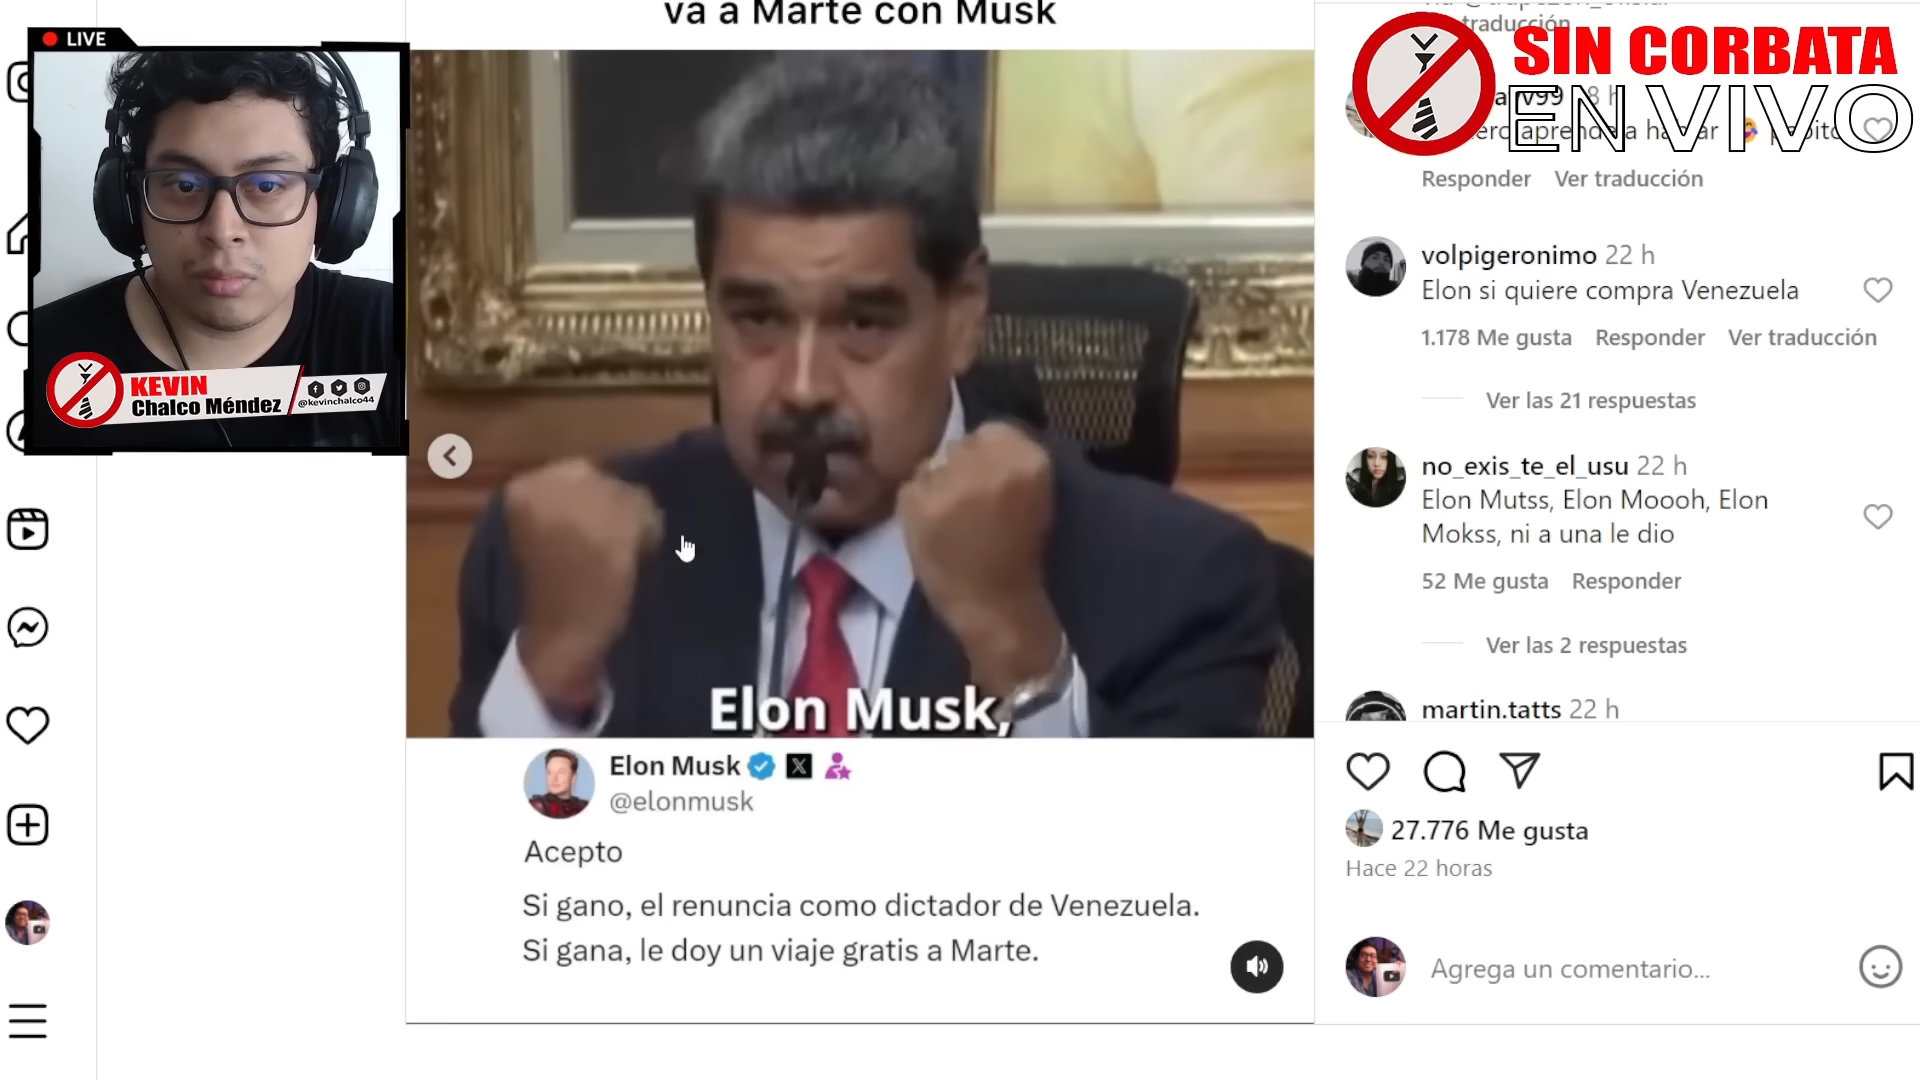 va a Marte con Musk
LIVE
KEVIN
Chalco Méndez
@kevinchalco44
Elon Musk,
Elon Musk
@elonmusk
Acepto
Si gano, el renuncia como dictador de Venezuela.
Si gana, le doy un viaje gratis a Marte.
traducción
SIN CORBATA
EN VIVO
8 h
Responder Ver traducción
volpigeronimo 22 h
Elon si quiere compra Venezuela
1.178 Me gusta Responder Ver traducción
Ver las 21 respuestas
no_exis_te_el_usu 22 h
Elon Mutss, Elon Moooh, Elon
Mokss, ni a una le dio
52 Me gusta Responder
Ver las 2 respuestas
martin.tatts 22 h
27.776 Me gusta
Hace 22 horas
Agrega un comentario...